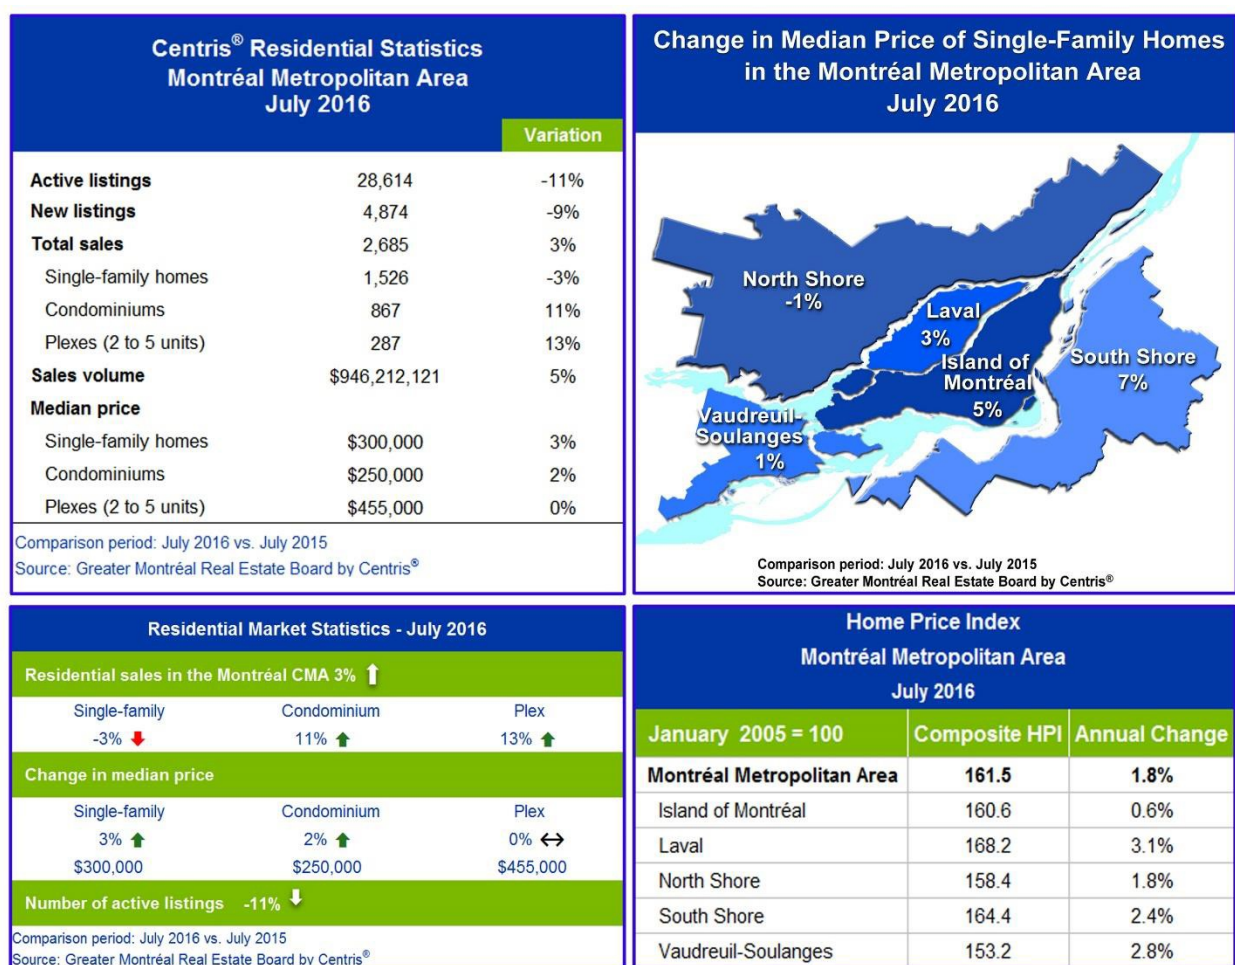 Centris® Residential Statistics
Montréal Metropolitan Area
July 2016
Variation
Active listings 28,614 -11%
New listings 4,874 -9%
Total sales 2,685 3%
Single-family homes 1,526 -3%
Condominiums 867 11%
Plexes (2 to 5 units) 287 13%
Sales volume $946,212,121 5%
Median price
Single-family homes $300,000 3%
Condominiums $250,000 2%
Plexes (2 to 5 units) $455,000 0%
Comparison period: July 2016 vs. July 2015
Source: Greater Montréal Real Estate Board by Centris®
Change in Median Price of Single-Family Homes
in the Montréal Metropolitan Area
July 2016
North Shore
-1%
Laval
3%
Island of
Montréal
5%
South Shore
7%
Vaudreuil-
Soulanges
1%
Comparison period: July 2016 vs. July 2015
Source: Greater Montréal Real Estate Board by Centris®
Residential Market Statistics - July 2016
Residential sales in the Montréal CMA 3%
Single-family Condominium Plex
-3% 11% 13%
Change in median price
Single-family Condominium Plex
3% 2% 0%
$300,000 $250,000 $455,000
Number of active listings -11%
Comparison period: July 2016 vs. July 2015
Source: Greater Montréal Real Estate Board by Centris®
Home Price Index
Montréal Metropolitan Area
July 2016
January 2005 = 100 Composite HPI Annual Change
Montréal Metropolitan Area 161.5 1.8%
Island of Montréal 160.6 0.6%
Laval 168.2 3.1%
North Shore 158.4 1.8%
South Shore 164.4 2.4%
Vaudreuil-Soulanges 153.2 2.8%